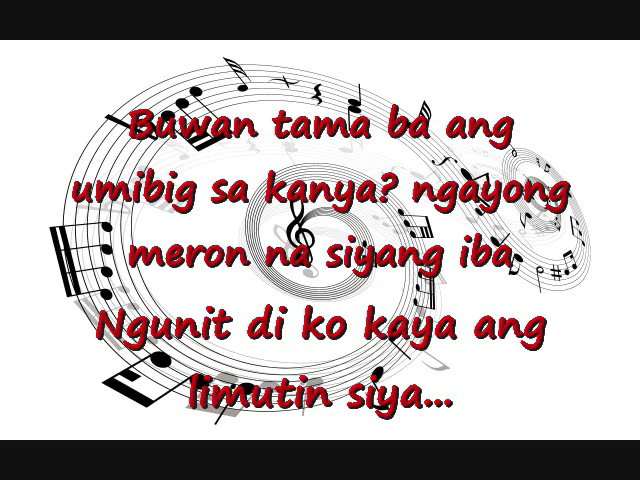 Buwan tama ba ang
umibig sa kanya? ngayong
meron na siyang iba
Ngunit di ko kaya ang
limutin siya...